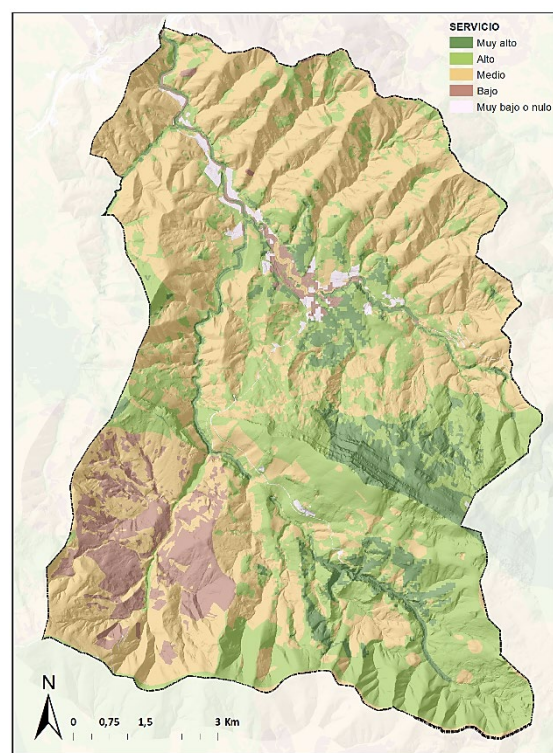 SERVICIO
Muy alto
Alto
Medio
Bajo
Muy bajo o nulo
N
0 0,75 1,5 3 Km